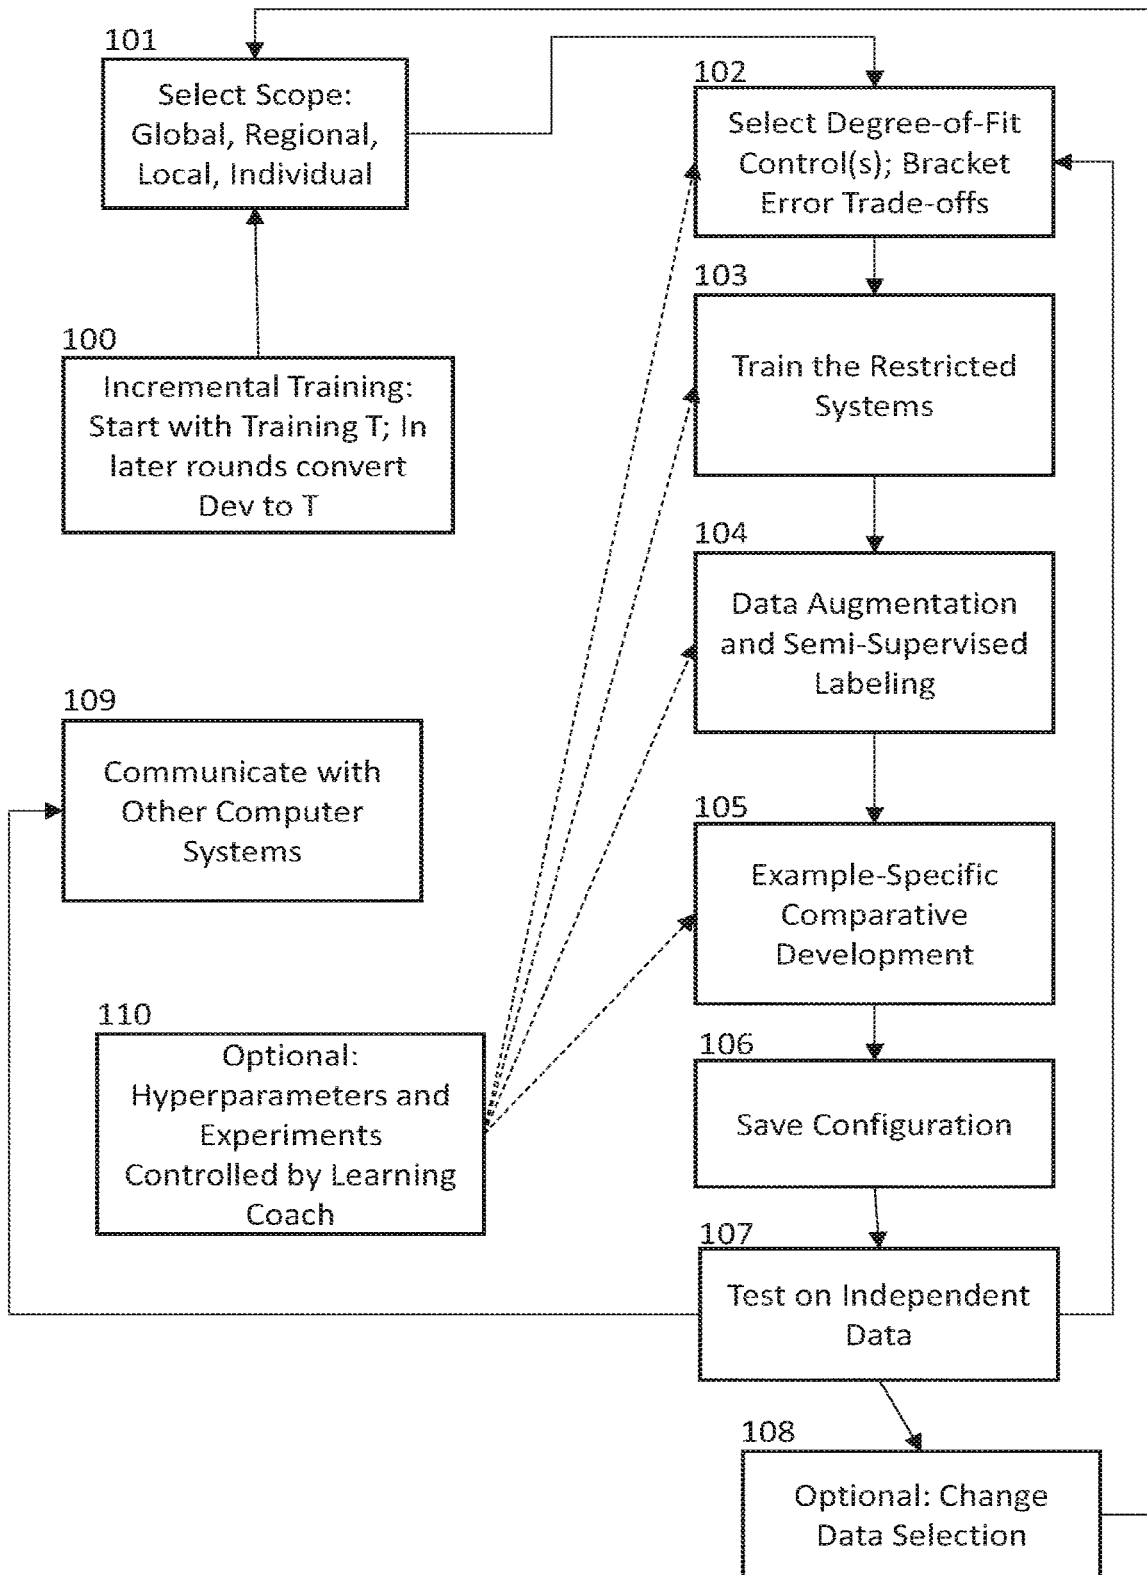 101
Select Scope:
Global, Regional,
Local, Individual
102
Select Degree-of-Fit
Control(s); Bracket
Error Trade-offs
100
Incremental Training:
Start with Training T; In
later rounds convert
Dev to T
103
Train the Restricted
Systems
104
Data Augmentation
and Semi-Supervised
Labeling
109
Communicate with
Other Computer
Systems
105
Example-Specific
Comparative
Development
110
Optional:
Hyperparameters and
Experiments
Controlled by Learning
Coach
106
Save Configuration
107
Test on Independent
Data
108
Optional: Change
Data Selection